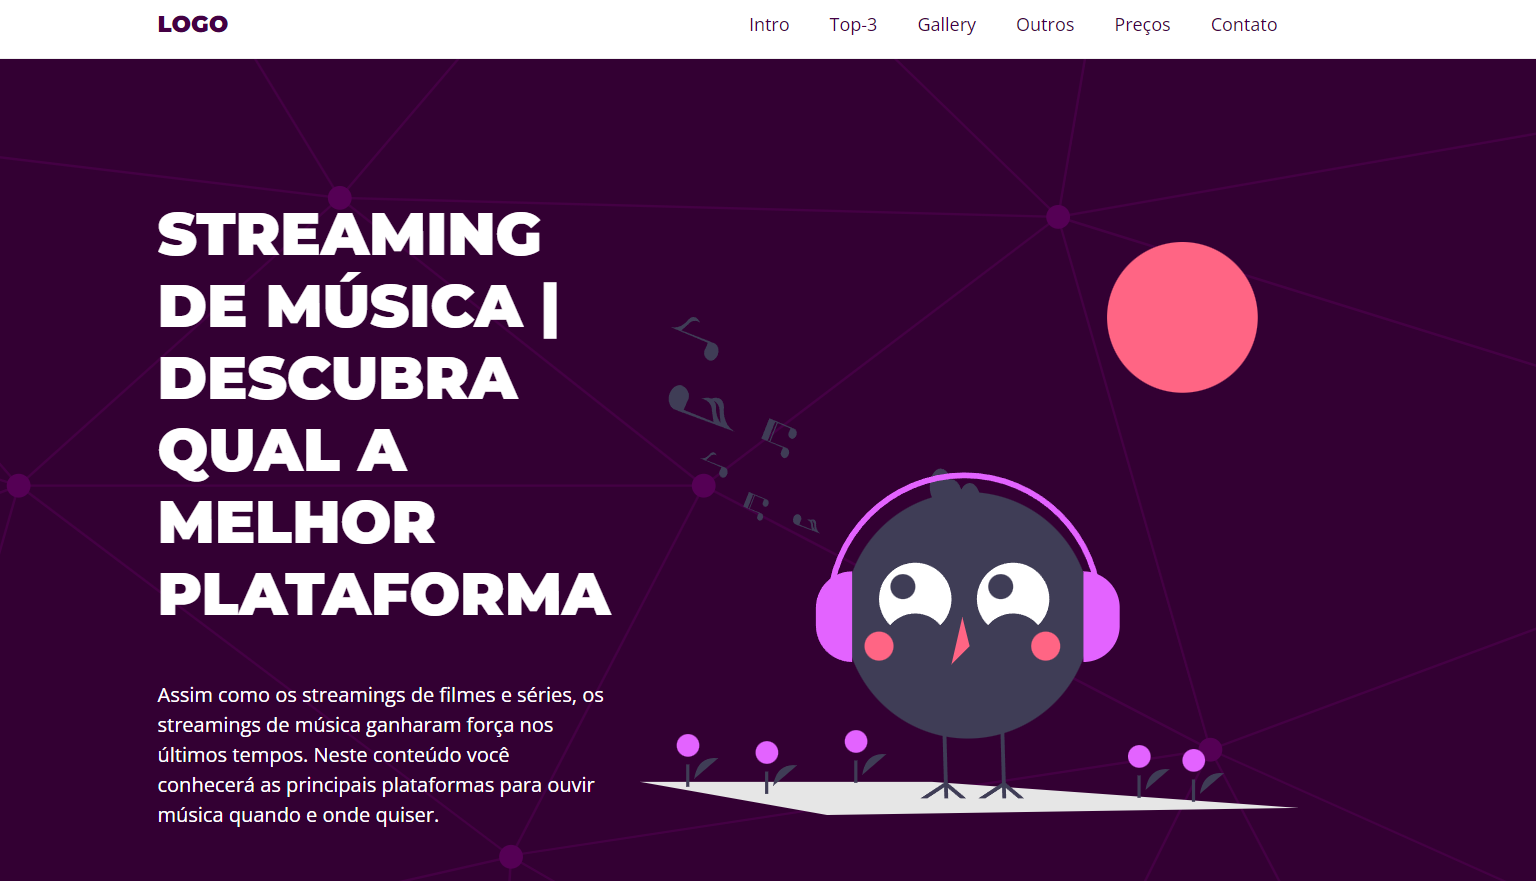 LOGO
Intro Top-3 Gallery Outros Preços Contato
STREAMING
DE MÚSICA |
DESCUBRA
QUAL A
MELHOR
PLATAFORMA
Assim como os streamings de filmes e séries, os
streamings de música ganharam força nos
últimos tempos. Neste conteúdo você
conhecerá as principais plataformas para ouvir
música quando e onde quiser.